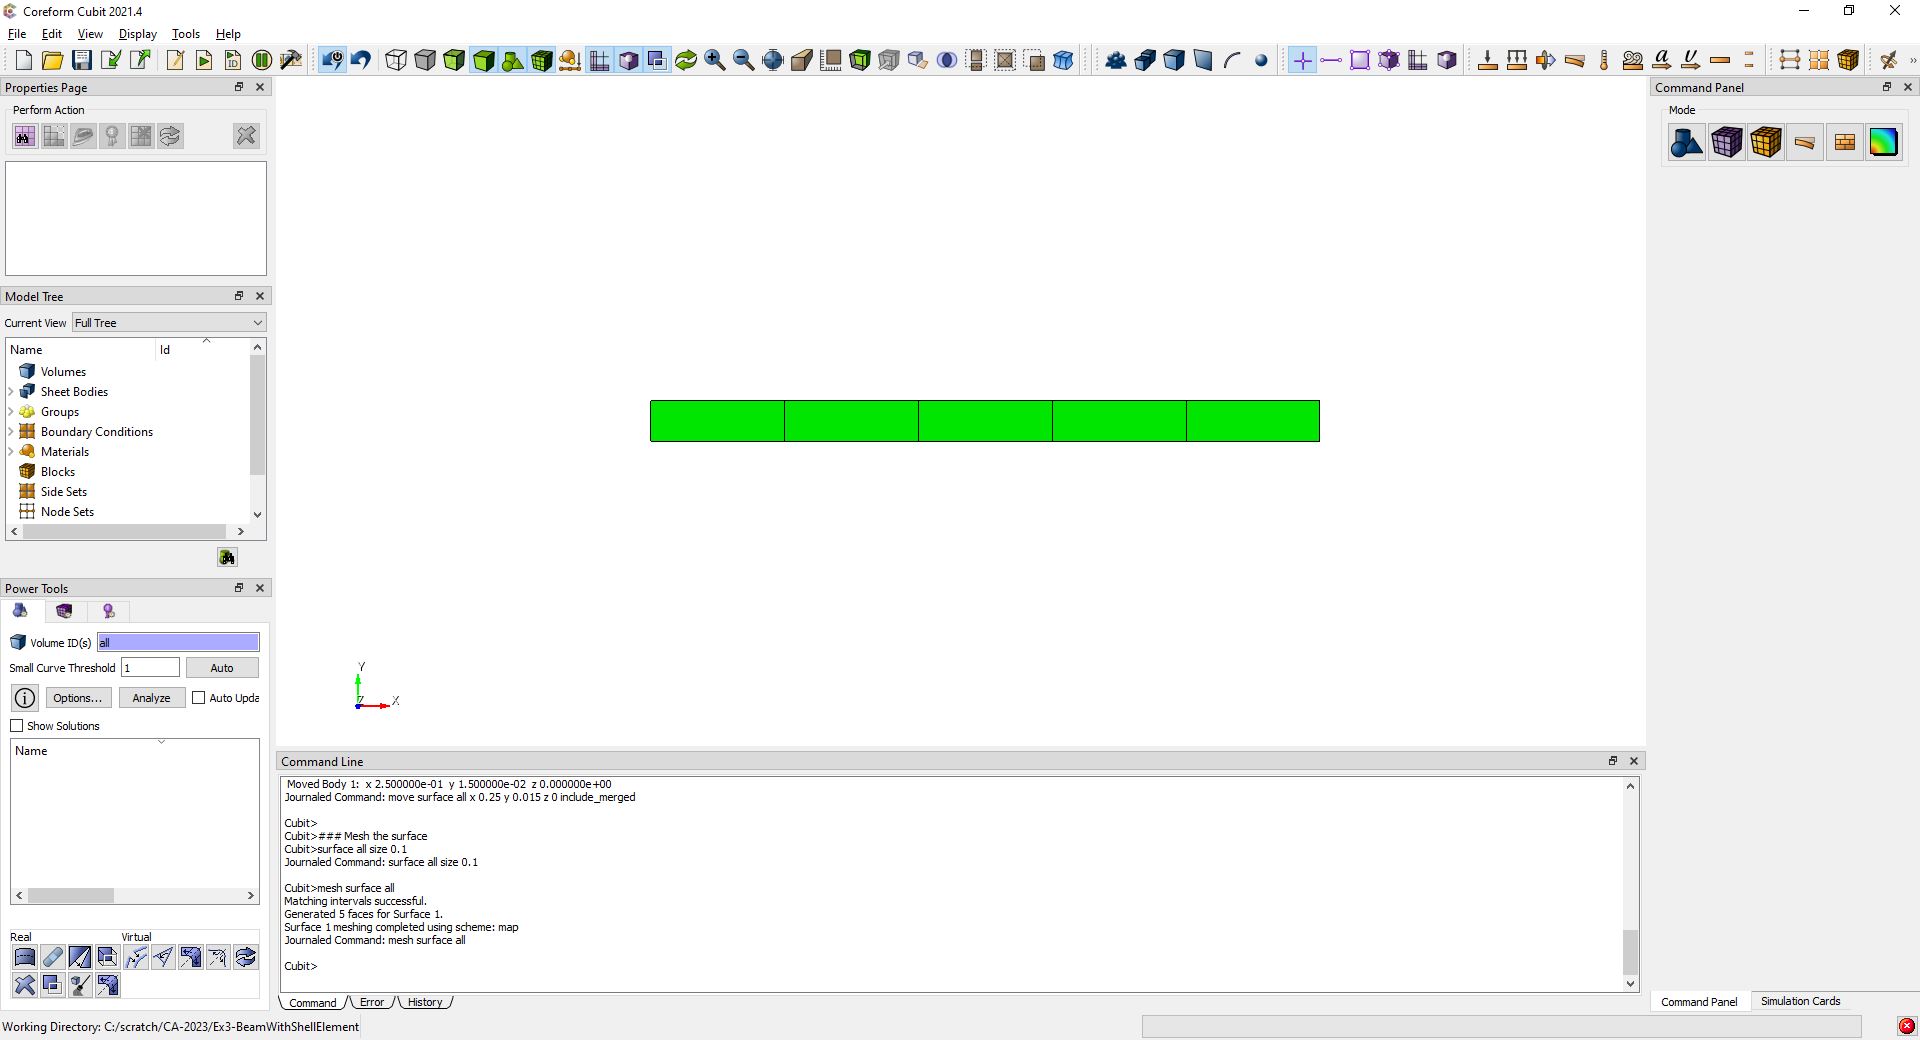 Coreform Cubit 2021.4
File Edit View Display Tools Help
Properties Page
Perform Action
Model Tree
Current View Full Tree
Name Id
Volumes
Sheet Bodies
Groups
Boundary Conditions
Materials
Blocks
Side Sets
Node Sets
Power Tools
Volume ID(s) all
Small Curve Threshold 1 Auto
Options... Analyze Auto Upda
Show Solutions
Name
Real Virtual
Y
Z X
Command Line
Moved Body 1: x 2.500000e-01 y 1.500000e-02 z 0.000000e+00
Journaled Command: move surface all x 0.25 y 0.015 z 0 include_merged
Cubit>
Cubit>### Mesh the surface
Cubit>surface all size 0.1
Journaled Command: surface all size 0.1
Cubit>mesh surface all
Matching intervals successful.
Generated 5 faces for Surface 1.
Surface 1 meshing completed using scheme: map
Journaled Command: mesh surface all
Cubit>
Command Error History
Command Panel
Mode
Command Panel Simulation Cards
Working Directory: C:/scratch/CA-2023/Ex3-BeamWithShellElement